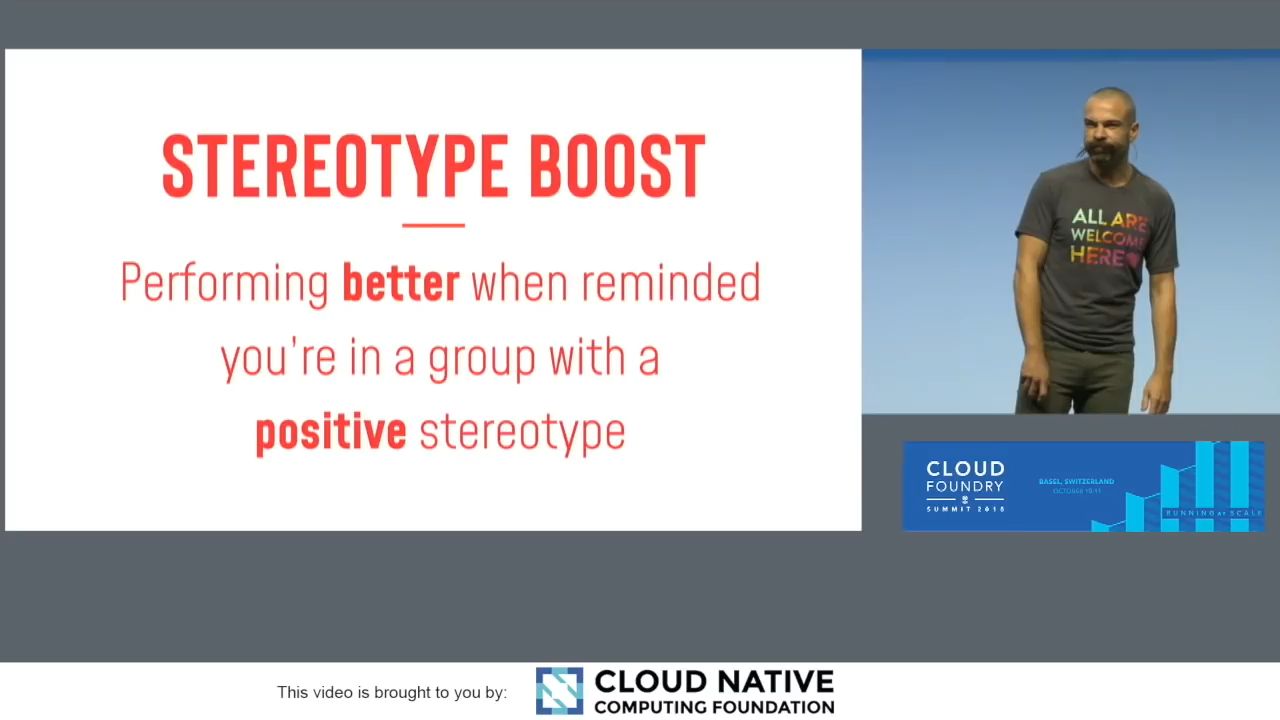 STEREOTYPE BOOST
Performing better when reminded
you're in a group with a
positive stereotype
ALL ARE
WELCOME
HERE
CLOUD
FOUNDRY
SUMMIT 2018
BASEL, SWITZERLAND
OCTOBER 10/11
RUNNING AT SCALE
This video is brought to you by:
CLOUD NATIVE
COMPUTING FOUNDATION